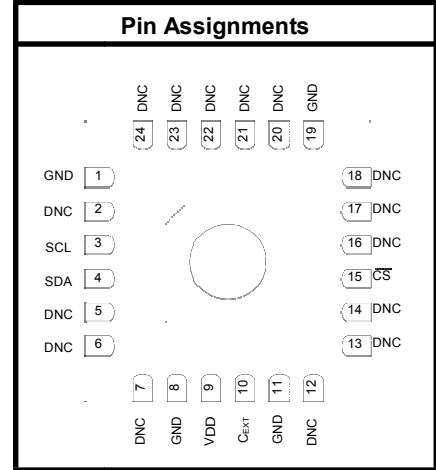 Pin Assignments
DNC DNC DNC DNC DNC GND
24 23 22 21 20 19
GND 1 18 DNC
DNC 2 17 DNC
SCL 3 16 DNC
SDA 4 15 CS
DNC 5 14 DNC
DNC 6 13 DNC
7 8 9 10 11 12
DNC GND VDD CEXT GND DNC